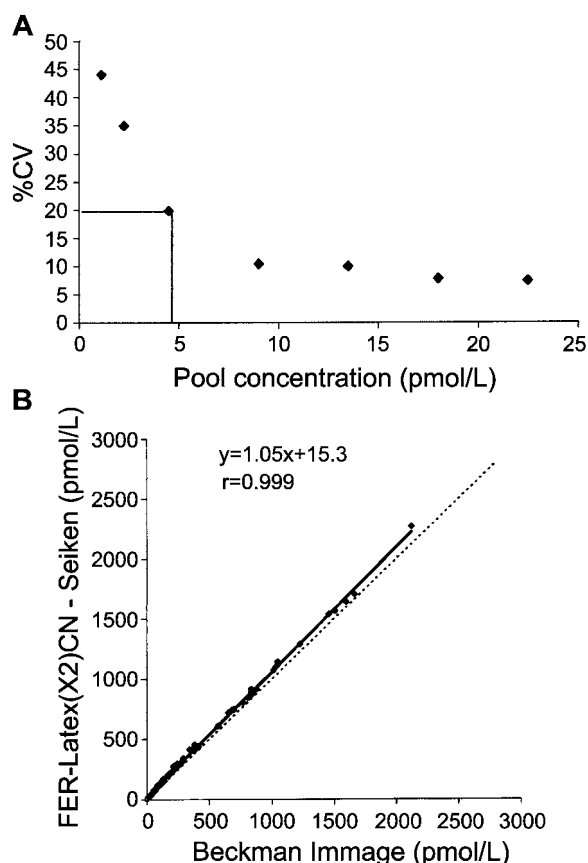 A
50
45
40
35
30
25
20
15
10
5
0
%CV
0 5 10 15 20 25
Pool concentration (pmol/L)
B
FER-Latex(X2)CN - Seiken (pmol/L)
3000
2500
2000
1500
1000
500
0
y=1.05x+15.3
r=0.999
0 500 1000 1500 2000 2500 3000
Beckman Immage (pmol/L)